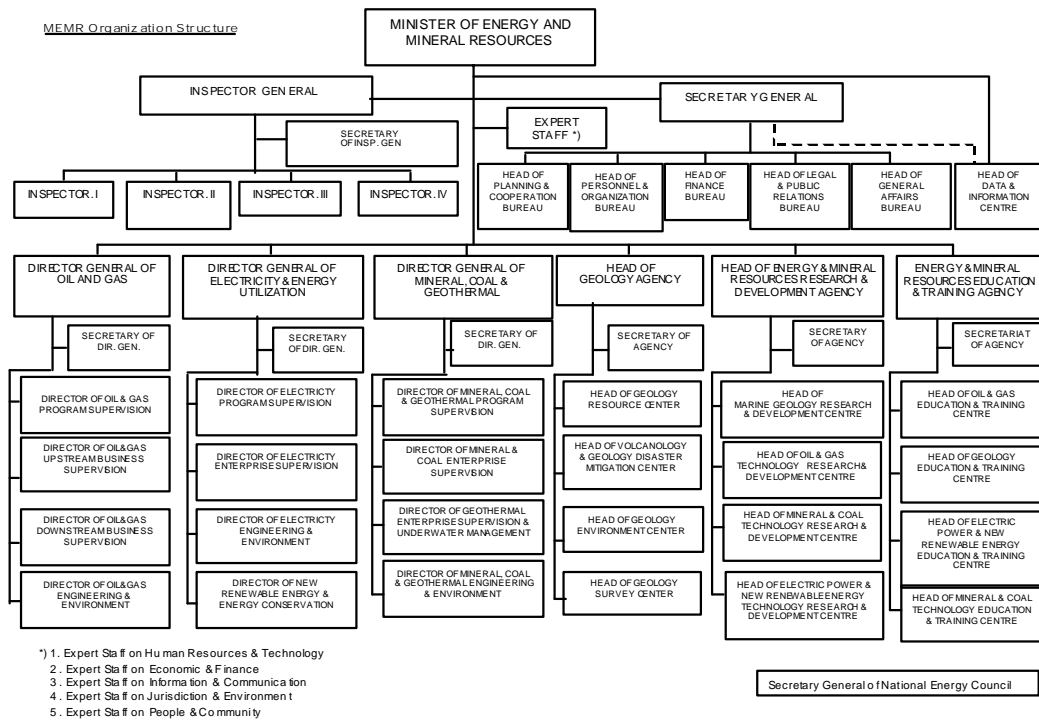 MEMR Organization Structure
MINISTER OF ENERGY AND
MINERAL RESOURCES
INSPECTOR GENERAL
SECRETARY GENERAL
EXPERT
STAFF *)
SECRETARY
OF INSP. GEN
INSPECTOR. I
INSPECTOR. II
INSPECTOR. III
INSPECTOR. IV
HEAD OF
PLANNING &
COOPERATION
BUREAU
HEAD OF
PERSONNEL &
ORGANIZATION
BUREAU
HEAD OF
FINANCE
BUREAU
HEAD OF LEGAL
& PUBLIC
RELATIONS
BUREAU
HEAD OF
GENERAL
AFFAIRS
BUREAU
HEAD OF
DATA &
INFORMATION
CENTRE
DIRECTOR GENERAL OF
OIL AND GAS
SECRETARY OF
DIR. GEN.
DIRECTOR OF OIL & GAS
PROGRAM SUPERVISION
DIRECTOR OF OIL&GAS
UPSTREAM BUSINESS
SUPERVISION
DIRECTOR OF OIL&GAS
DOWNSTREAM BUSINESS
SUPERVISION
DIRECTOR OF OIL&GAS
ENGINEERING &
ENVIRONMENT
DIRECTOR GENERAL OF
ELECTRICITY & ENERGY
UTILIZATION
SECRETARY
OF DIR. GEN.
DIRECTOR OF ELECTRICTY
PROGRAM SUPERVISION
DIRECTOR OF ELECTRICITY
ENTERPRISE SUPERVISION
DIRECTOR OF ELECTRICITY
ENGINEERING &
ENVIRONMENT
DIRECTOR OF NEW
RENEWABLE ENERGY &
ENERGY CONSERVATION
DIRECTOR GENERAL OF
MINERAL, COAL &
GEOTHERMAL
SECRETARY OF
DIR. GEN.
DIRECTOR OF MINERAL, COAL
& GEOTHERMAL PROGRAM
SUPERVISION
DIRECTOR OF MINERAL &
COAL ENTERPRISE
SUPERVISION
DIRECTOR OF GEOTHERMAL
ENTERPRISE SUPERVISION &
UNDERWATER MANAGEMENT
DIRECTOR OF MINERAL, COAL
& GEOTHERMAL ENGINEERING
& ENVIRONMENT
HEAD OF
GEOLOGY AGENCY
SECRETARY OF
AGENCY
HEAD OF GEOLOGY
RESOURCE CENTER
HEAD OF VOLCANOLOGY
& GEOLOGY DISASTER
MITIGATION CENTER
HEAD OF GEOLOGY
ENVIRONMENT CENTER
HEAD OF GEOLOGY
SURVEY CENTER
HEAD OF ENERGY & MINERAL
RESOURCES RESEARCH &
DEVELOPMENT AGENCY
SECRETARY
OF AGENCY
HEAD OF
MARINE GEOLOGY RESEARCH
& DEVELOPMENT CENTRE
HEAD OF OIL & GAS
TECHNOLOGY RESEARCH&
DEVELOPMENT CENTRE
HEAD OF MINERAL & COAL
TECHNOLOGY RESEARCH &
DEVELOPMENT CENTRE
HEAD OF ELECTRIC POWER &
NEW RENEWABLE ENERGY
TECHNOLOGY RESEARCH &
DEVELOPMENT CENTRE
ENERGY & MINERAL
RESOURCES EDUCATION
& TRAINING AGENCY
SECRETARIAT
OF AGENCY
HEAD OF OIL & GAS
EDUCATION & TRAINING
CENTRE
HEAD OF GEOLOGY
EDUCATION & TRAINING
CENTRE
HEAD OF ELECTRIC
POWER & NEW
RENEWABLE ENERGY
EDUCATION & TRAINING
CENTRE
HEAD OF MINERAL & COAL
TECHNOLOGY EDUCATION
& TRAINING CENTRE
*) 1. Expert Staff on Human Resources & Technology
2. Expert Staff on Economic & Finance
3. Expert Staff on Information & Communication
4. Expert Staff on Jurisdiction & Environment
5. Expert Staff on People & Community
Secretary General of National Energy Council